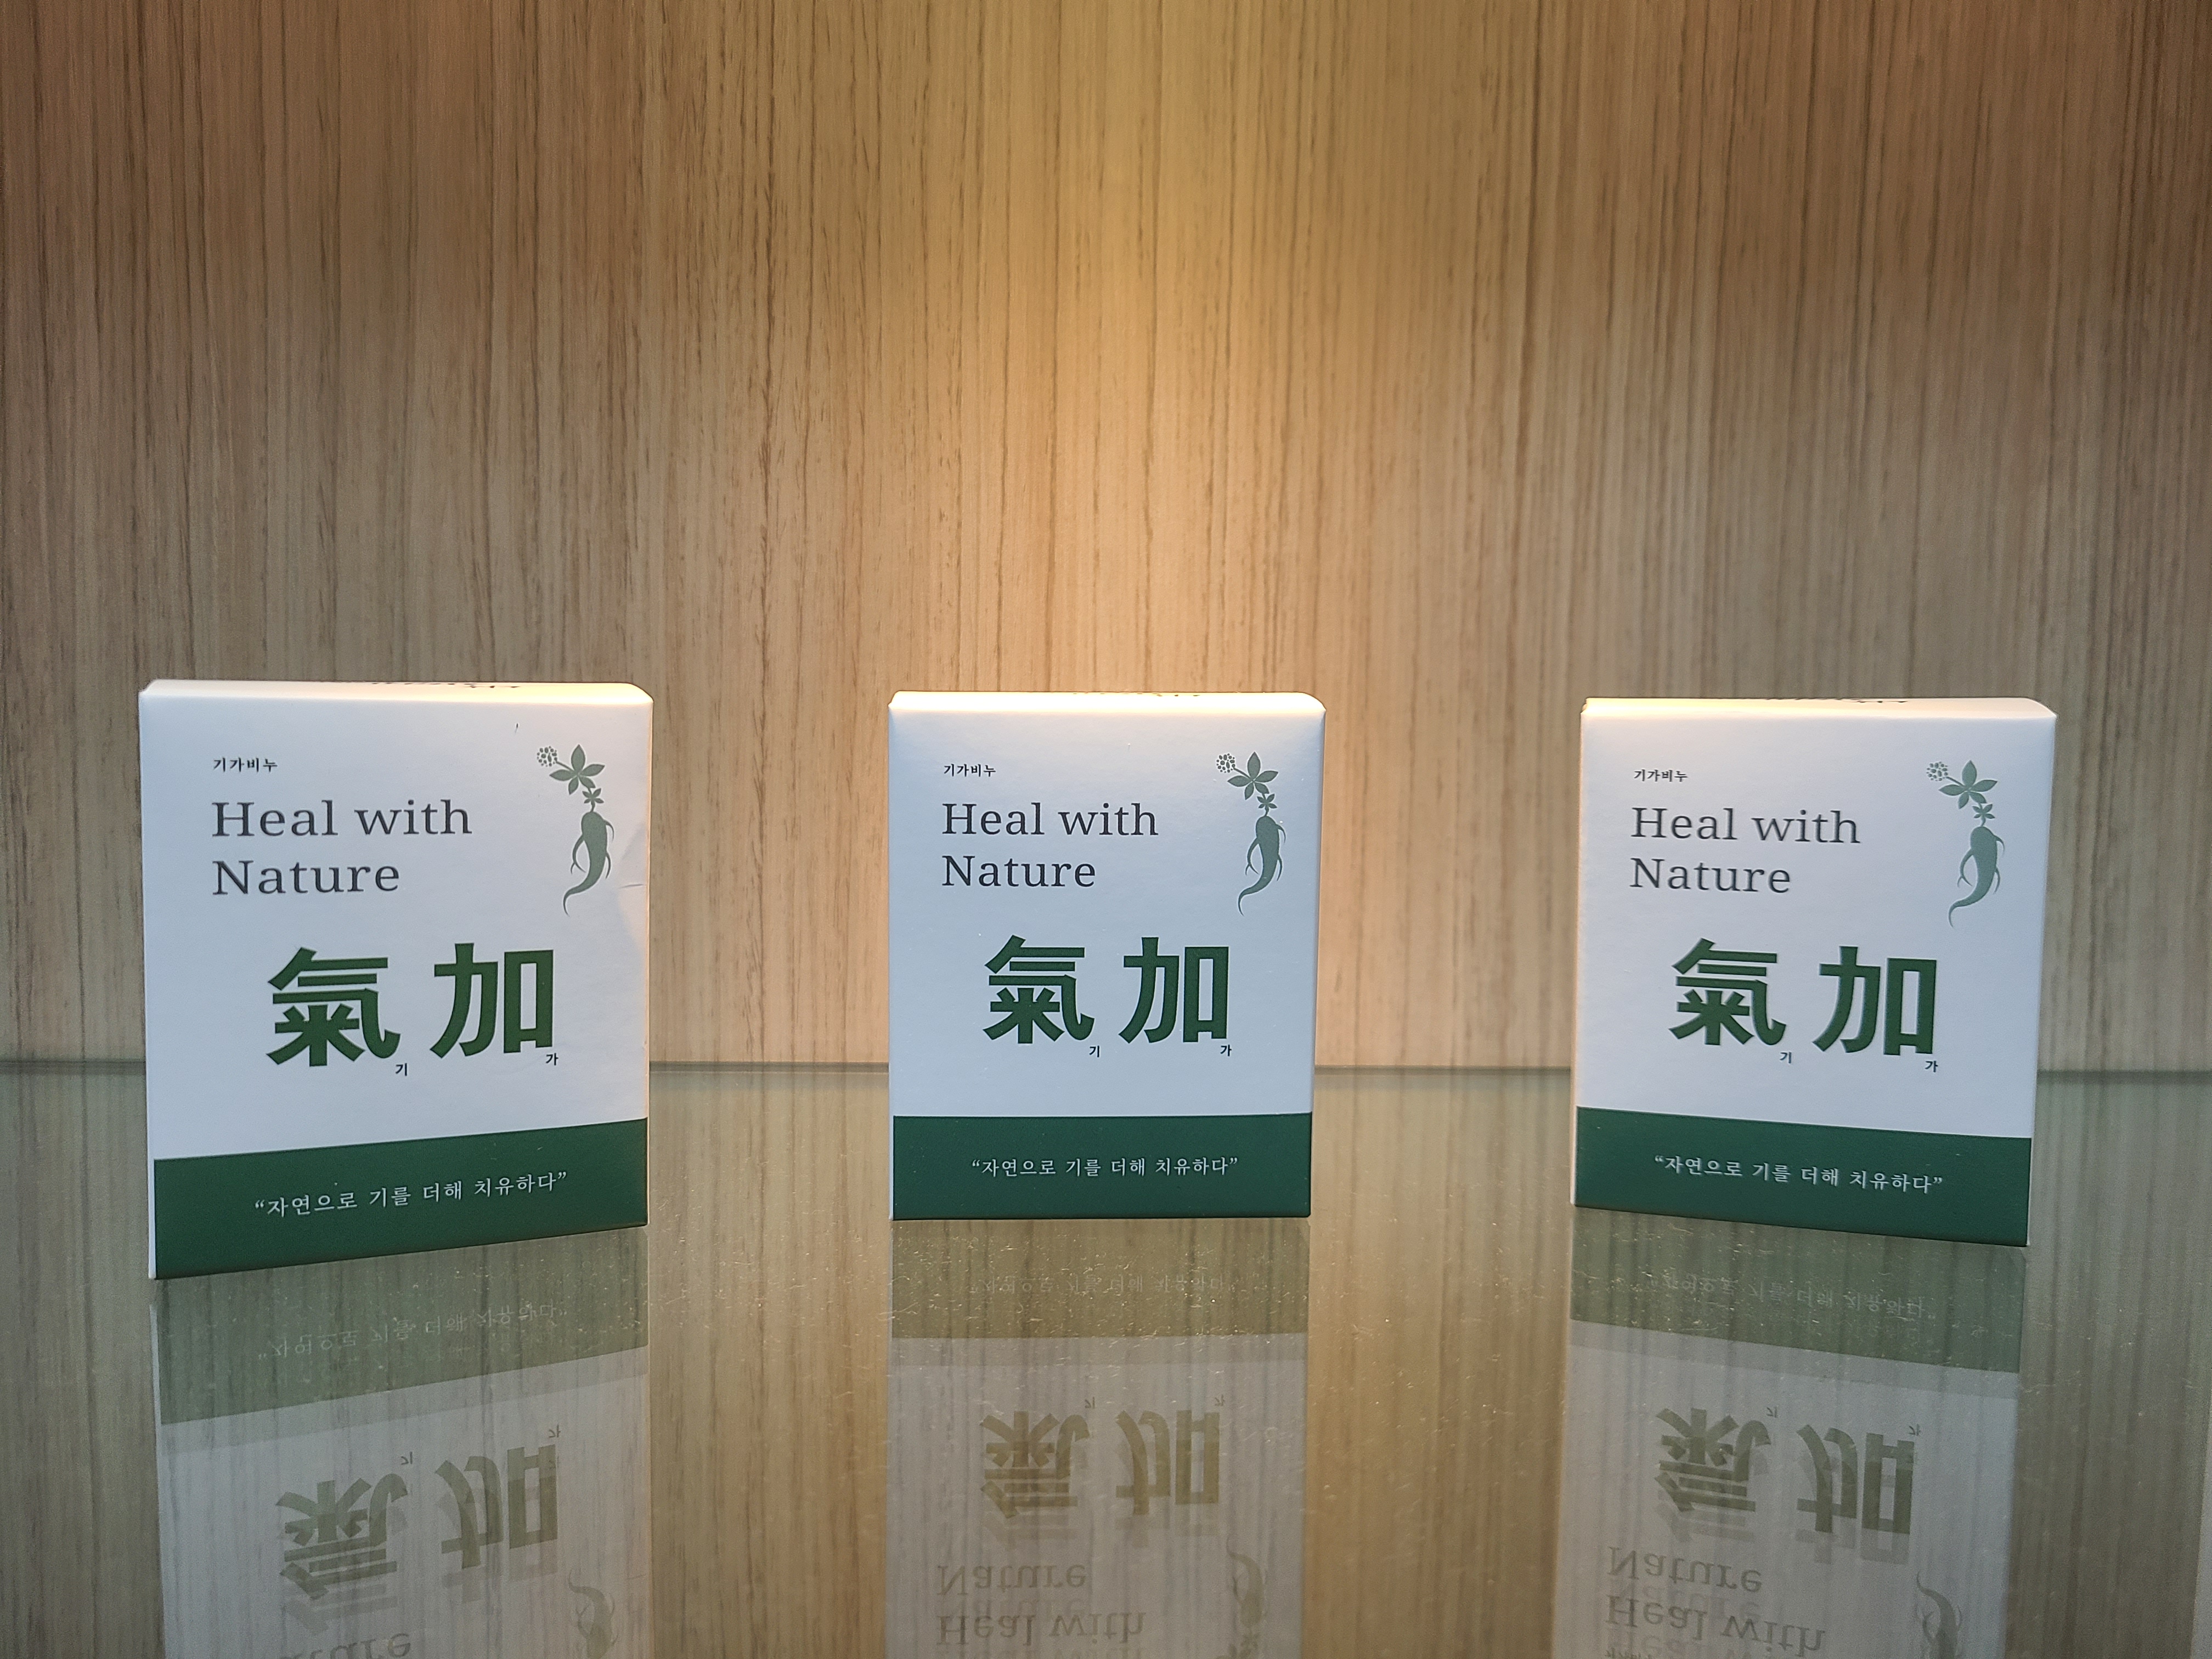 기가비누
Heal with
Nature
氣 加
기 가
“자연으로 기를 더해 치유하다”
기가비누
Heal with
Nature
氣 加
기 가
“자연으로 기를 더해 치유하다”
기가비누
Heal with
Nature
氣 加
기 가
“자연으로 기를 더해 치유하다”